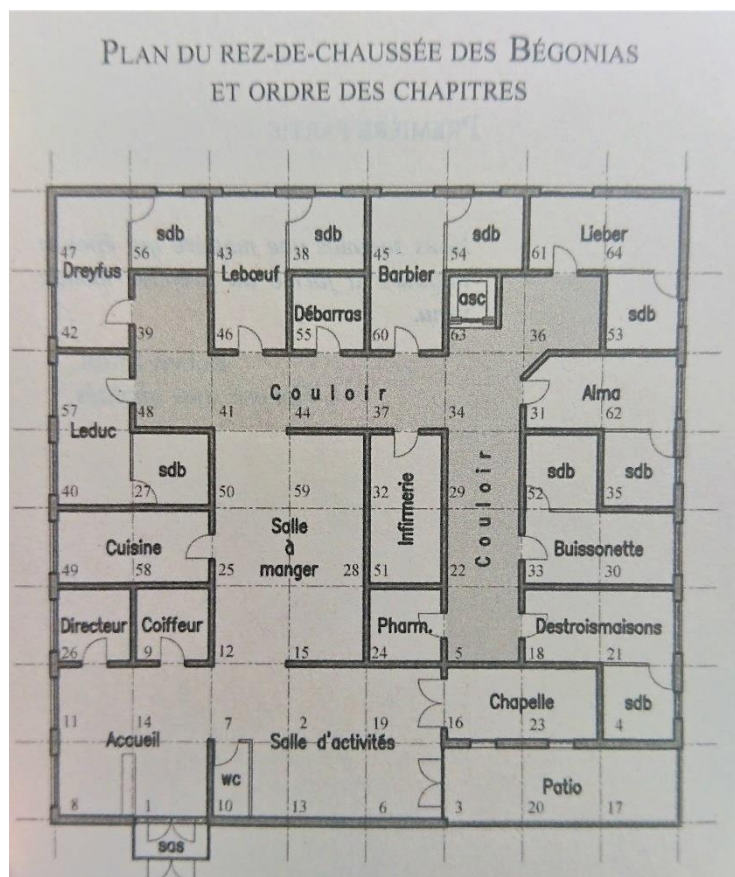 PLAN DU REZ-DE-CHAUSSÉE DES BÉGONIAS
ET ORDRE DES CHAPITRES
sdb sdb sdb Lieber
47 56 43 38 45 54 61 64
Dreyfus Lebœuf Barbier
asc
Débarras sdb
42 39 46 55 60 63 36 53
Couloir Alma
57 48 41 44 37 34 31 62
Leduc
sdb sdb sdb
40 27 50 59 32 29 52 35
Infirmerie
Couloir
Salle
à
manger
Cuisine Buissonette
49 58 25 28 51 22 33 30
Directeur Coiffeur Pharm. Destroismaisons
26 9 12 15 24 5 18 21
Chapelle sdb
11 14 7 2 19 16 23 4
Accueil Salle d'activités
wc Patio
8 1 10 13 6 3 20 17
sas